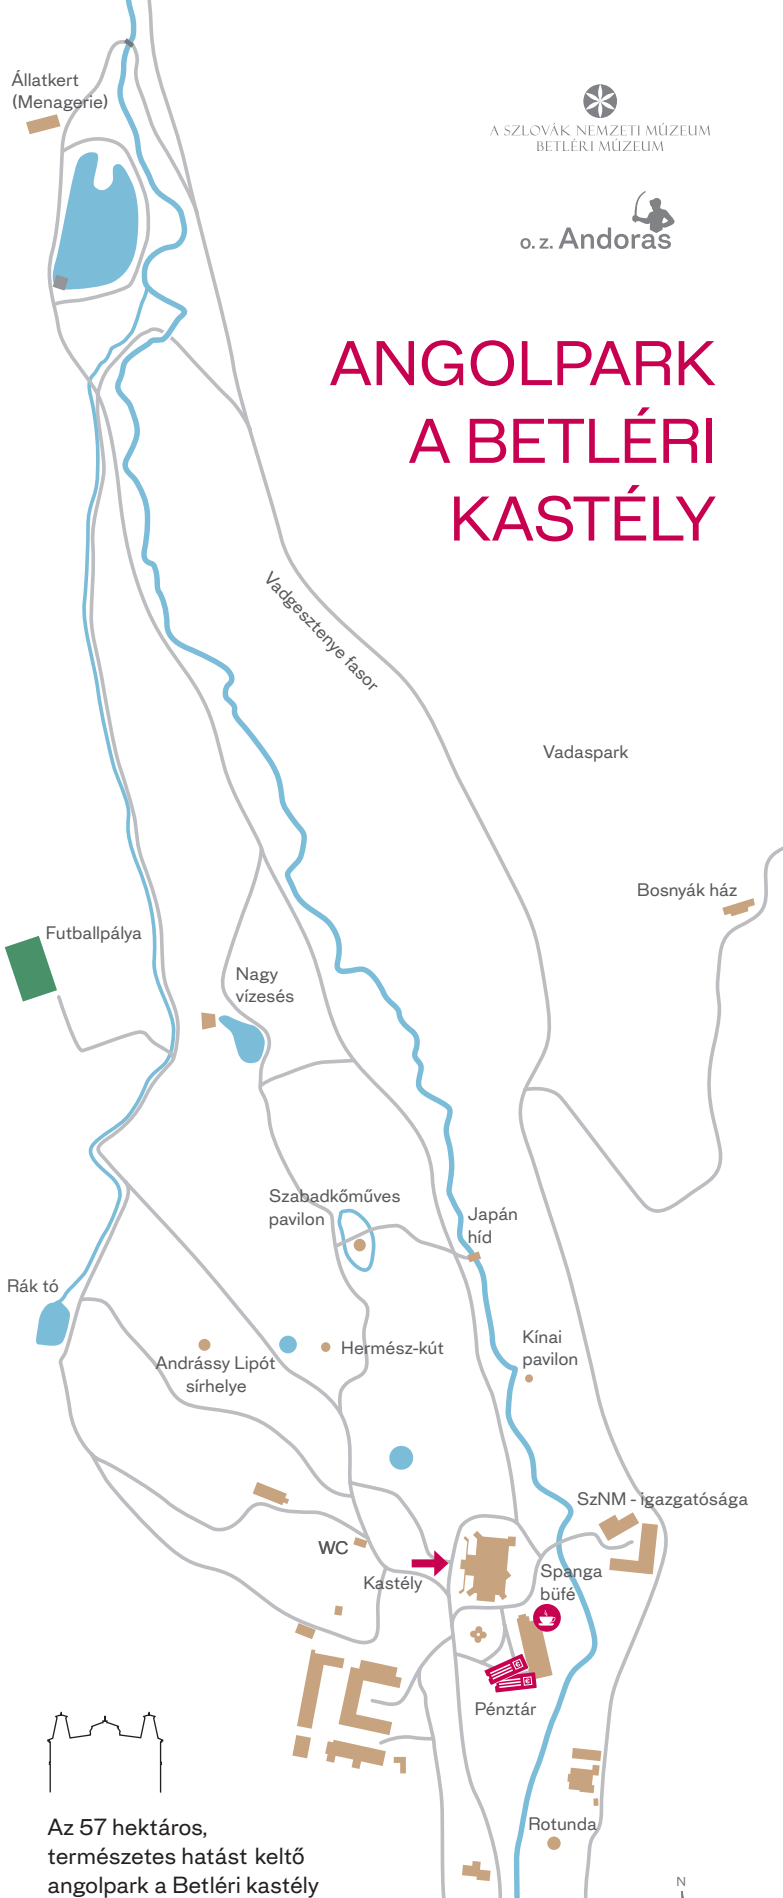 Állatkert
(Menagerie)
A SZLOVÁK NEMZETI MÚZEUM
BETLÉRI MÚZEUM
o. z. Andoras
ANGOLPARK
A BETLÉRI
KASTÉLY
Vadgesztenye fasor
Vadaspark
Bosnyák ház
Futballpálya
Nagy
vízesés
Szabadkőműves
pavilon
Japán
híd
Rák tó
Kínai
pavilon
Hermész-kút
Andrássy Lipót
sírhelye
SzNM - igazgatósága
WC
Kastély
Spanga
büfé
Pénztár
Rotunda
Az 57 hektáros,
természetes hatást keltő
angolpark a Betléri kastély
N